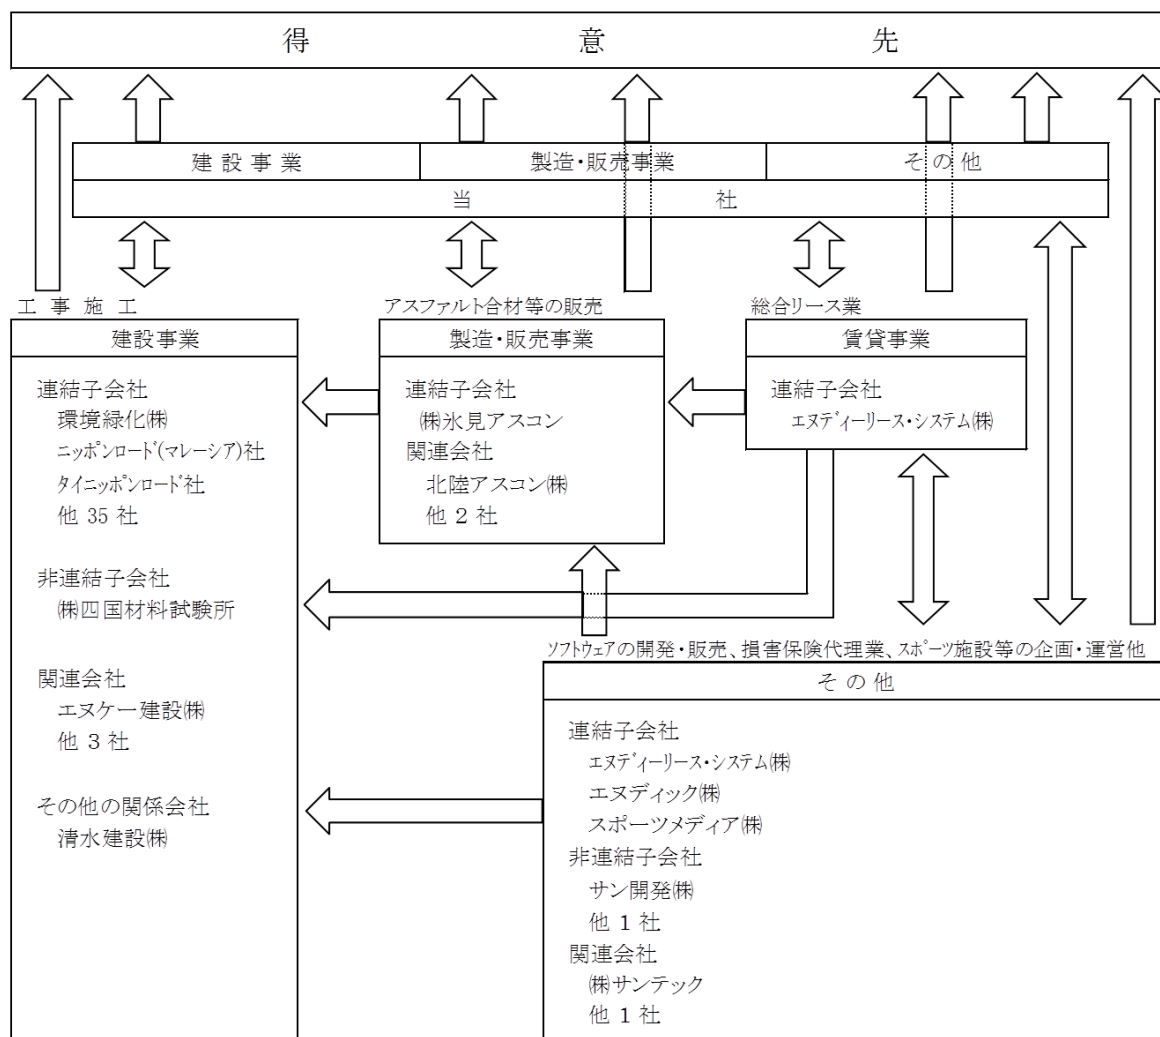 得意先
建設事業
製造・販売事業
その他
当社
工事施工
建設事業
連結子会社
環境緑化㈱
ニッポンロード(マレーシア)社
タイニッポンロード社
他 35 社
非連結子会社
㈱四国材料試験所
関連会社
エヌケー建設㈱
他 3 社
その他の関係会社
清水建設㈱
アスファルト合材等の販売
製造・販売事業
連結子会社
㈱氷見アスコン
関連会社
北陸アスコン㈱
他 2 社
総合リース業
賃貸事業
連結子会社
エヌディーリース・システム㈱
ソフトウェアの開発・販売、損害保険代理業、スポーツ施設等の企画・運営他
その他
連結子会社
エヌディーリース・システム㈱
エヌディック㈱
スポーツメディア㈱
非連結子会社
サン開発㈱
他 1 社
関連会社
㈱サンテック
他 1 社